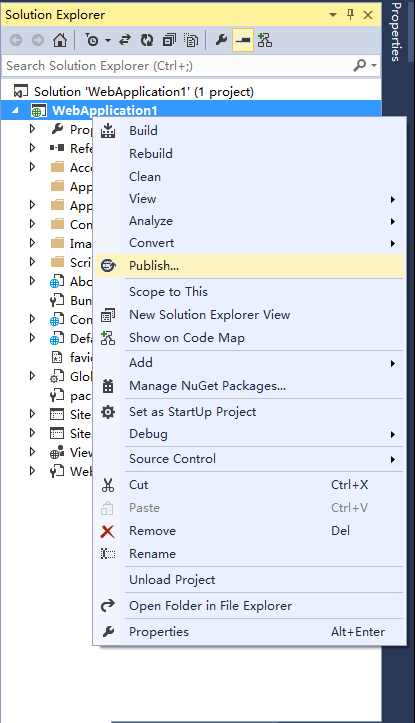 Solution Explorer
Properties
Search Solution Explorer (Ctrl+;)
Solution 'WebApplication1' (1 project)
WebApplication1
Prop
Refe
Acco
App
App
Con
Ima
Scri
Abo
Bun
Con
Defa
favic
Glob
pac
Site
Site
View
Web
Build
Rebuild
Clean
View
Analyze
Convert
Publish...
Scope to This
New Solution Explorer View
Show on Code Map
Add
Manage NuGet Packages...
Set as StartUp Project
Debug
Source Control
Cut Ctrl+X
Paste Ctrl+V
Remove Del
Rename
Unload Project
Open Folder in File Explorer
Properties Alt+Enter